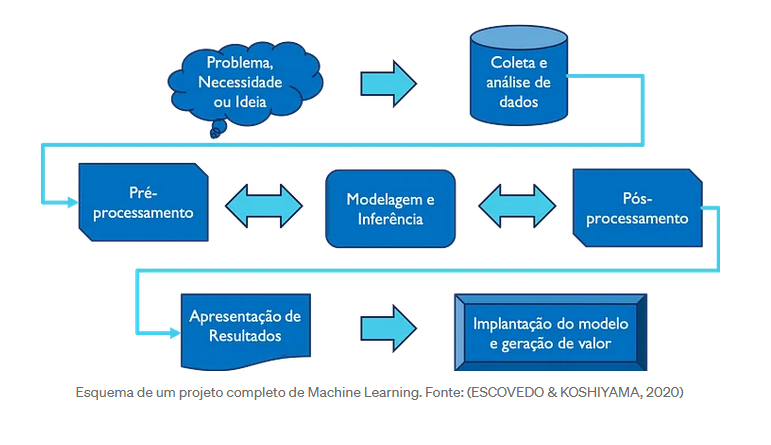 Problema,
Necessidade
ou Ideia
Coleta e
análise de
dados
Pré-
processamento
Modelagem e
Inferência
Pós-
processamento
Apresentação de
Resultados
Implantação do modelo
e geração de valor
Esquema de um projeto completo de Machine Learning. Fonte: (ESCOVEDO & KOSHIYAMA, 2020)